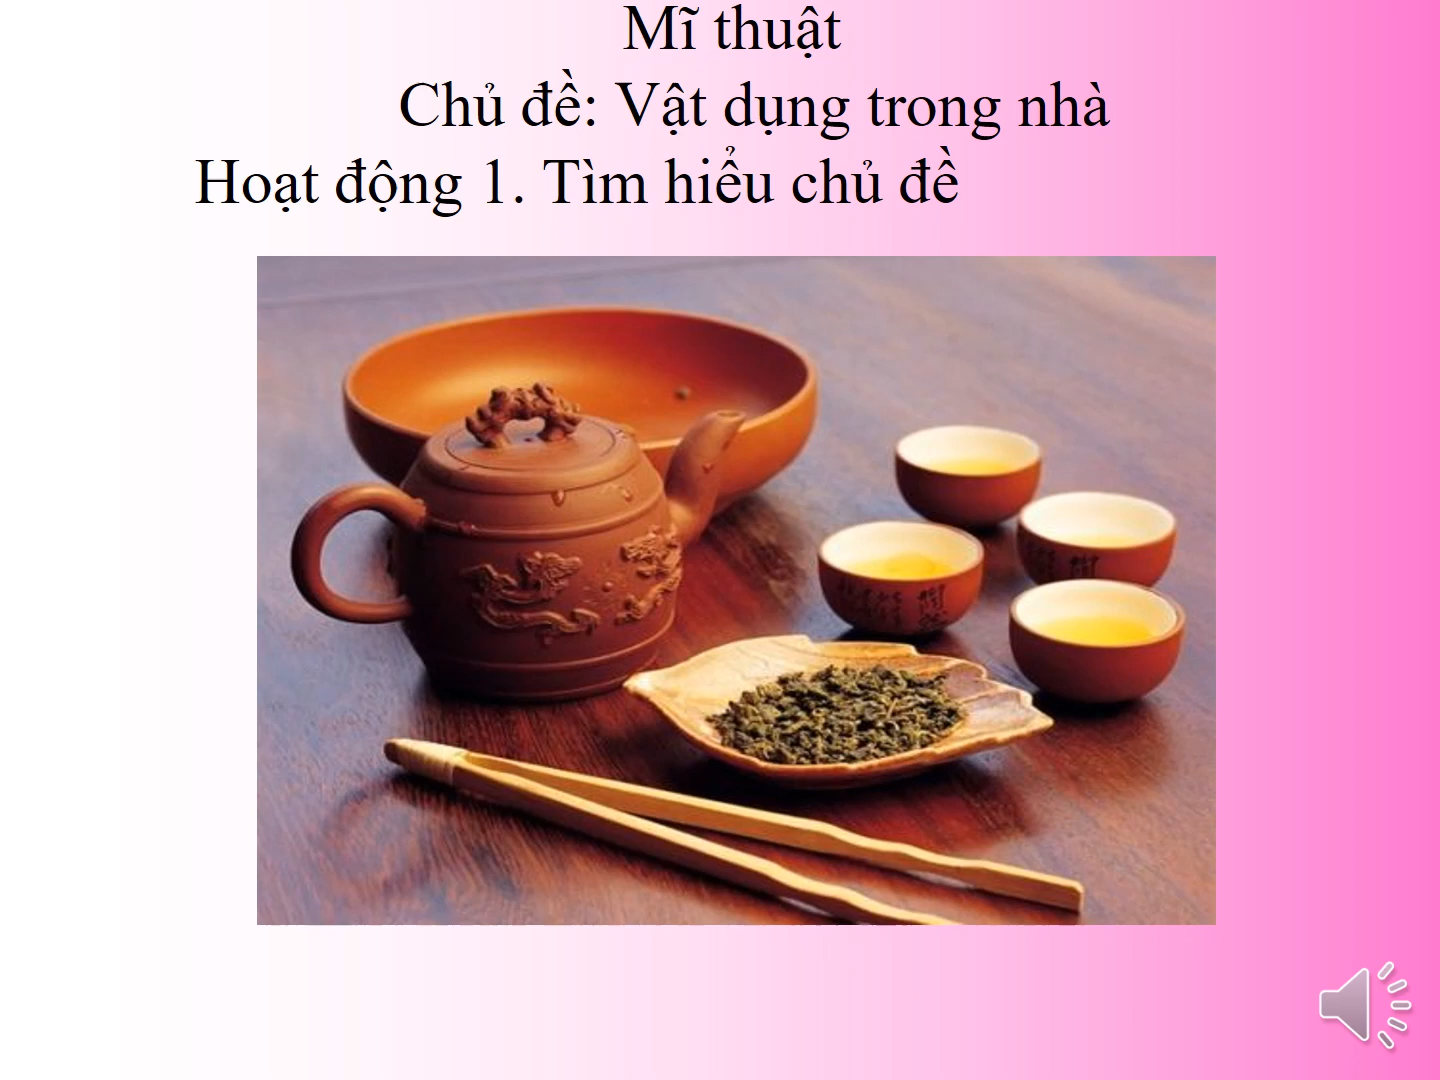 Mĩ thuật
Chủ đề: Vật dụng trong nhà
Hoạt động 1. Tìm hiểu chủ đề